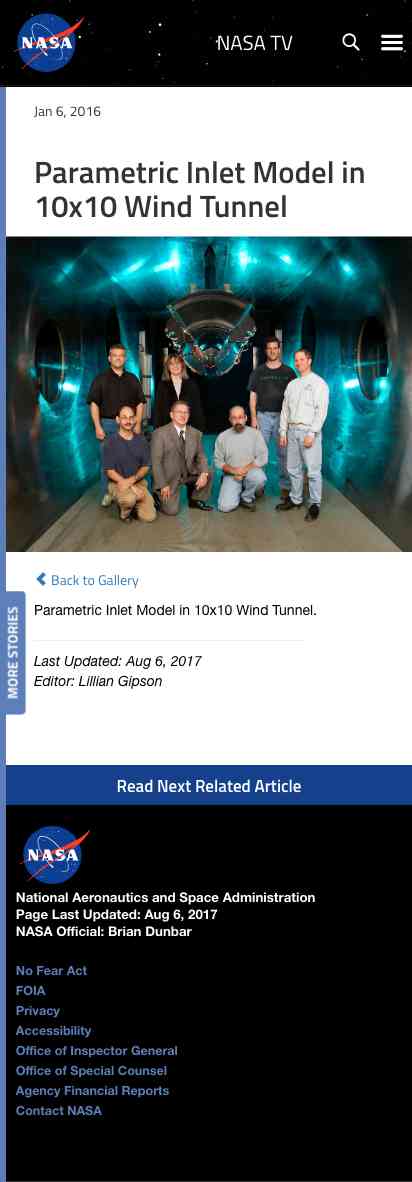 NASA
NASA TV
Jan 6, 2016
Parametric Inlet Model in
10x10 Wind Tunnel
Back to Gallery
Parametric Inlet Model in 10x10 Wind Tunnel.
MORE STORIES
Last Updated: Aug 6, 2017
Editor: Lillian Gipson
Read Next Related Article
NASA
National Aeronautics and Space Administration
Page Last Updated: Aug 6, 2017
NASA Official: Brian Dunbar
No Fear Act
FOIA
Privacy
Accessibility
Office of Inspector General
Office of Special Counsel
Agency Financial Reports
Contact NASA